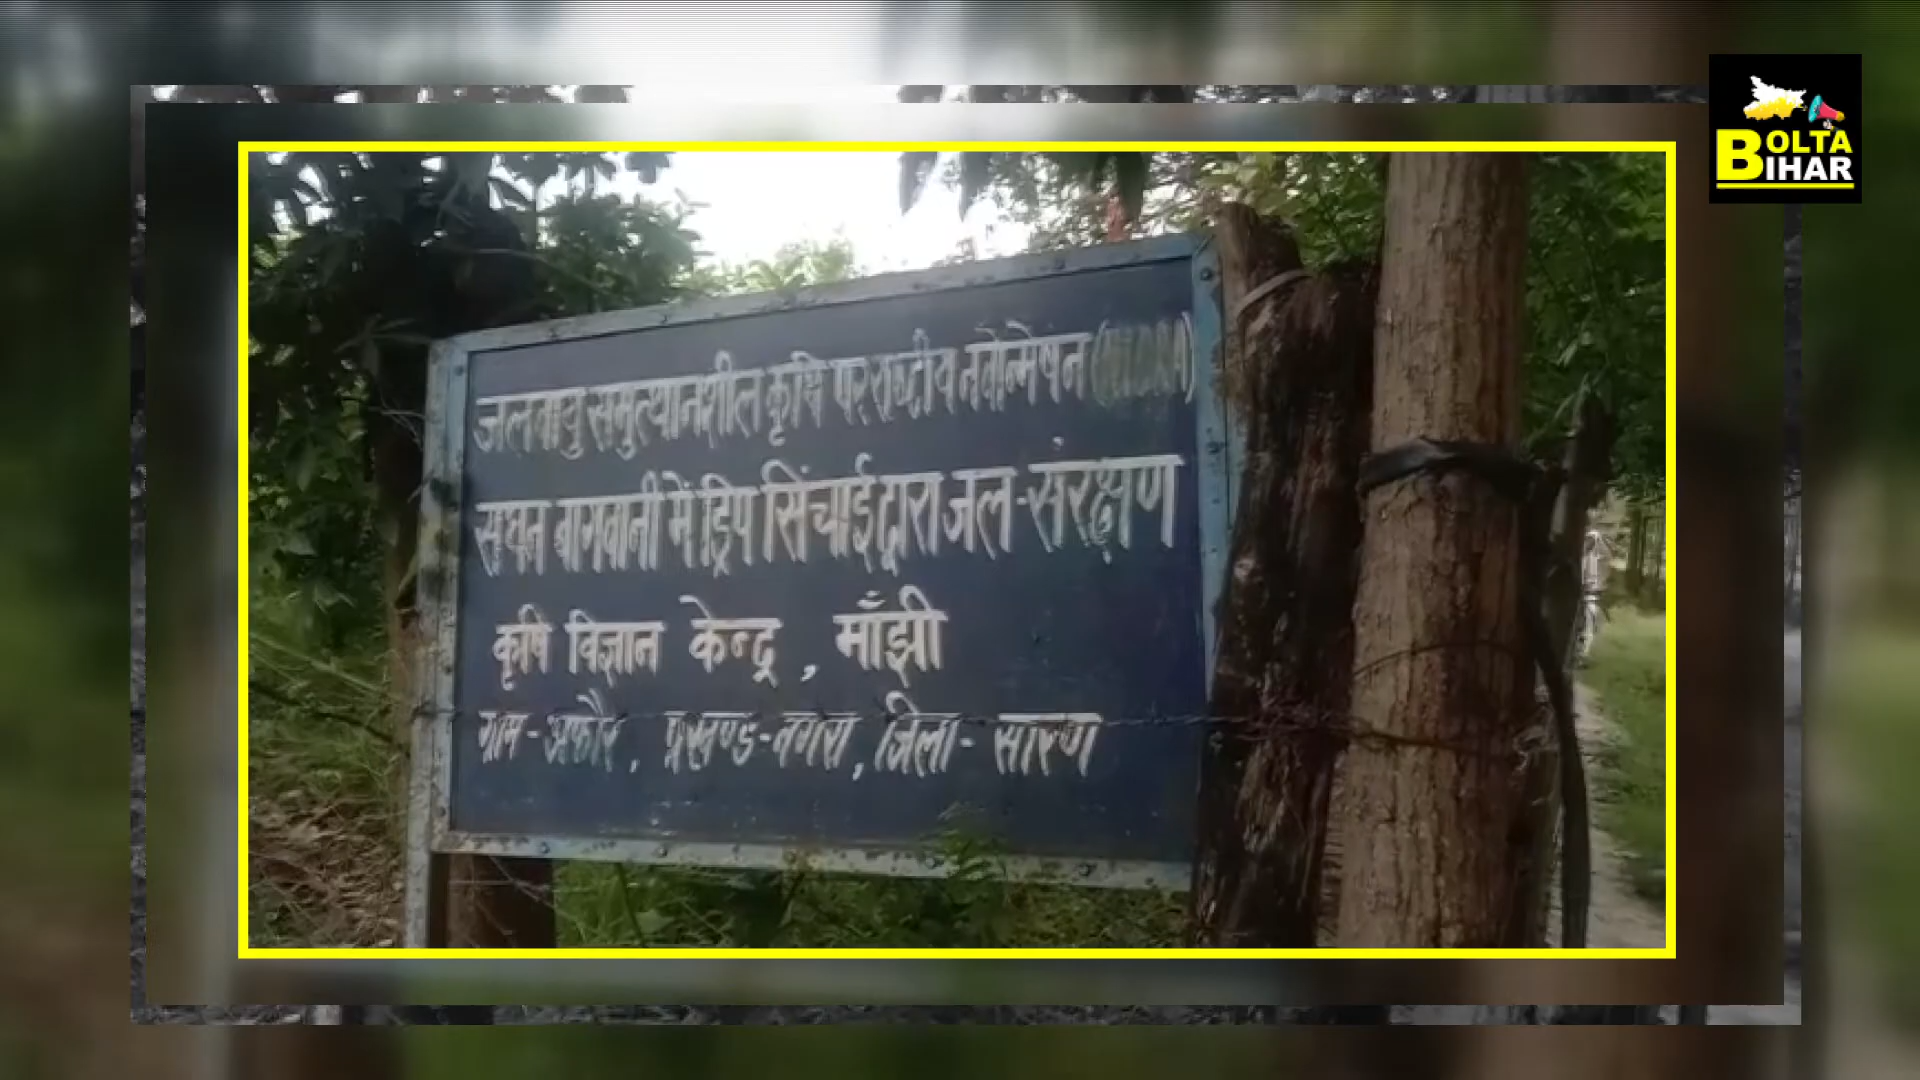 BOLTA
BIHAR
जलवायु समुत्थानशील कृषि पर राष्ट्रीय नवोन्मेषन
सघन बागवानी में ड्रिप सिंचाई द्वारा जल-संरक्षण
कृषि विज्ञान केन्द्र, माँझी
ग्राम-अफौर, प्रखण्ड-नगरा, जिला- सारण